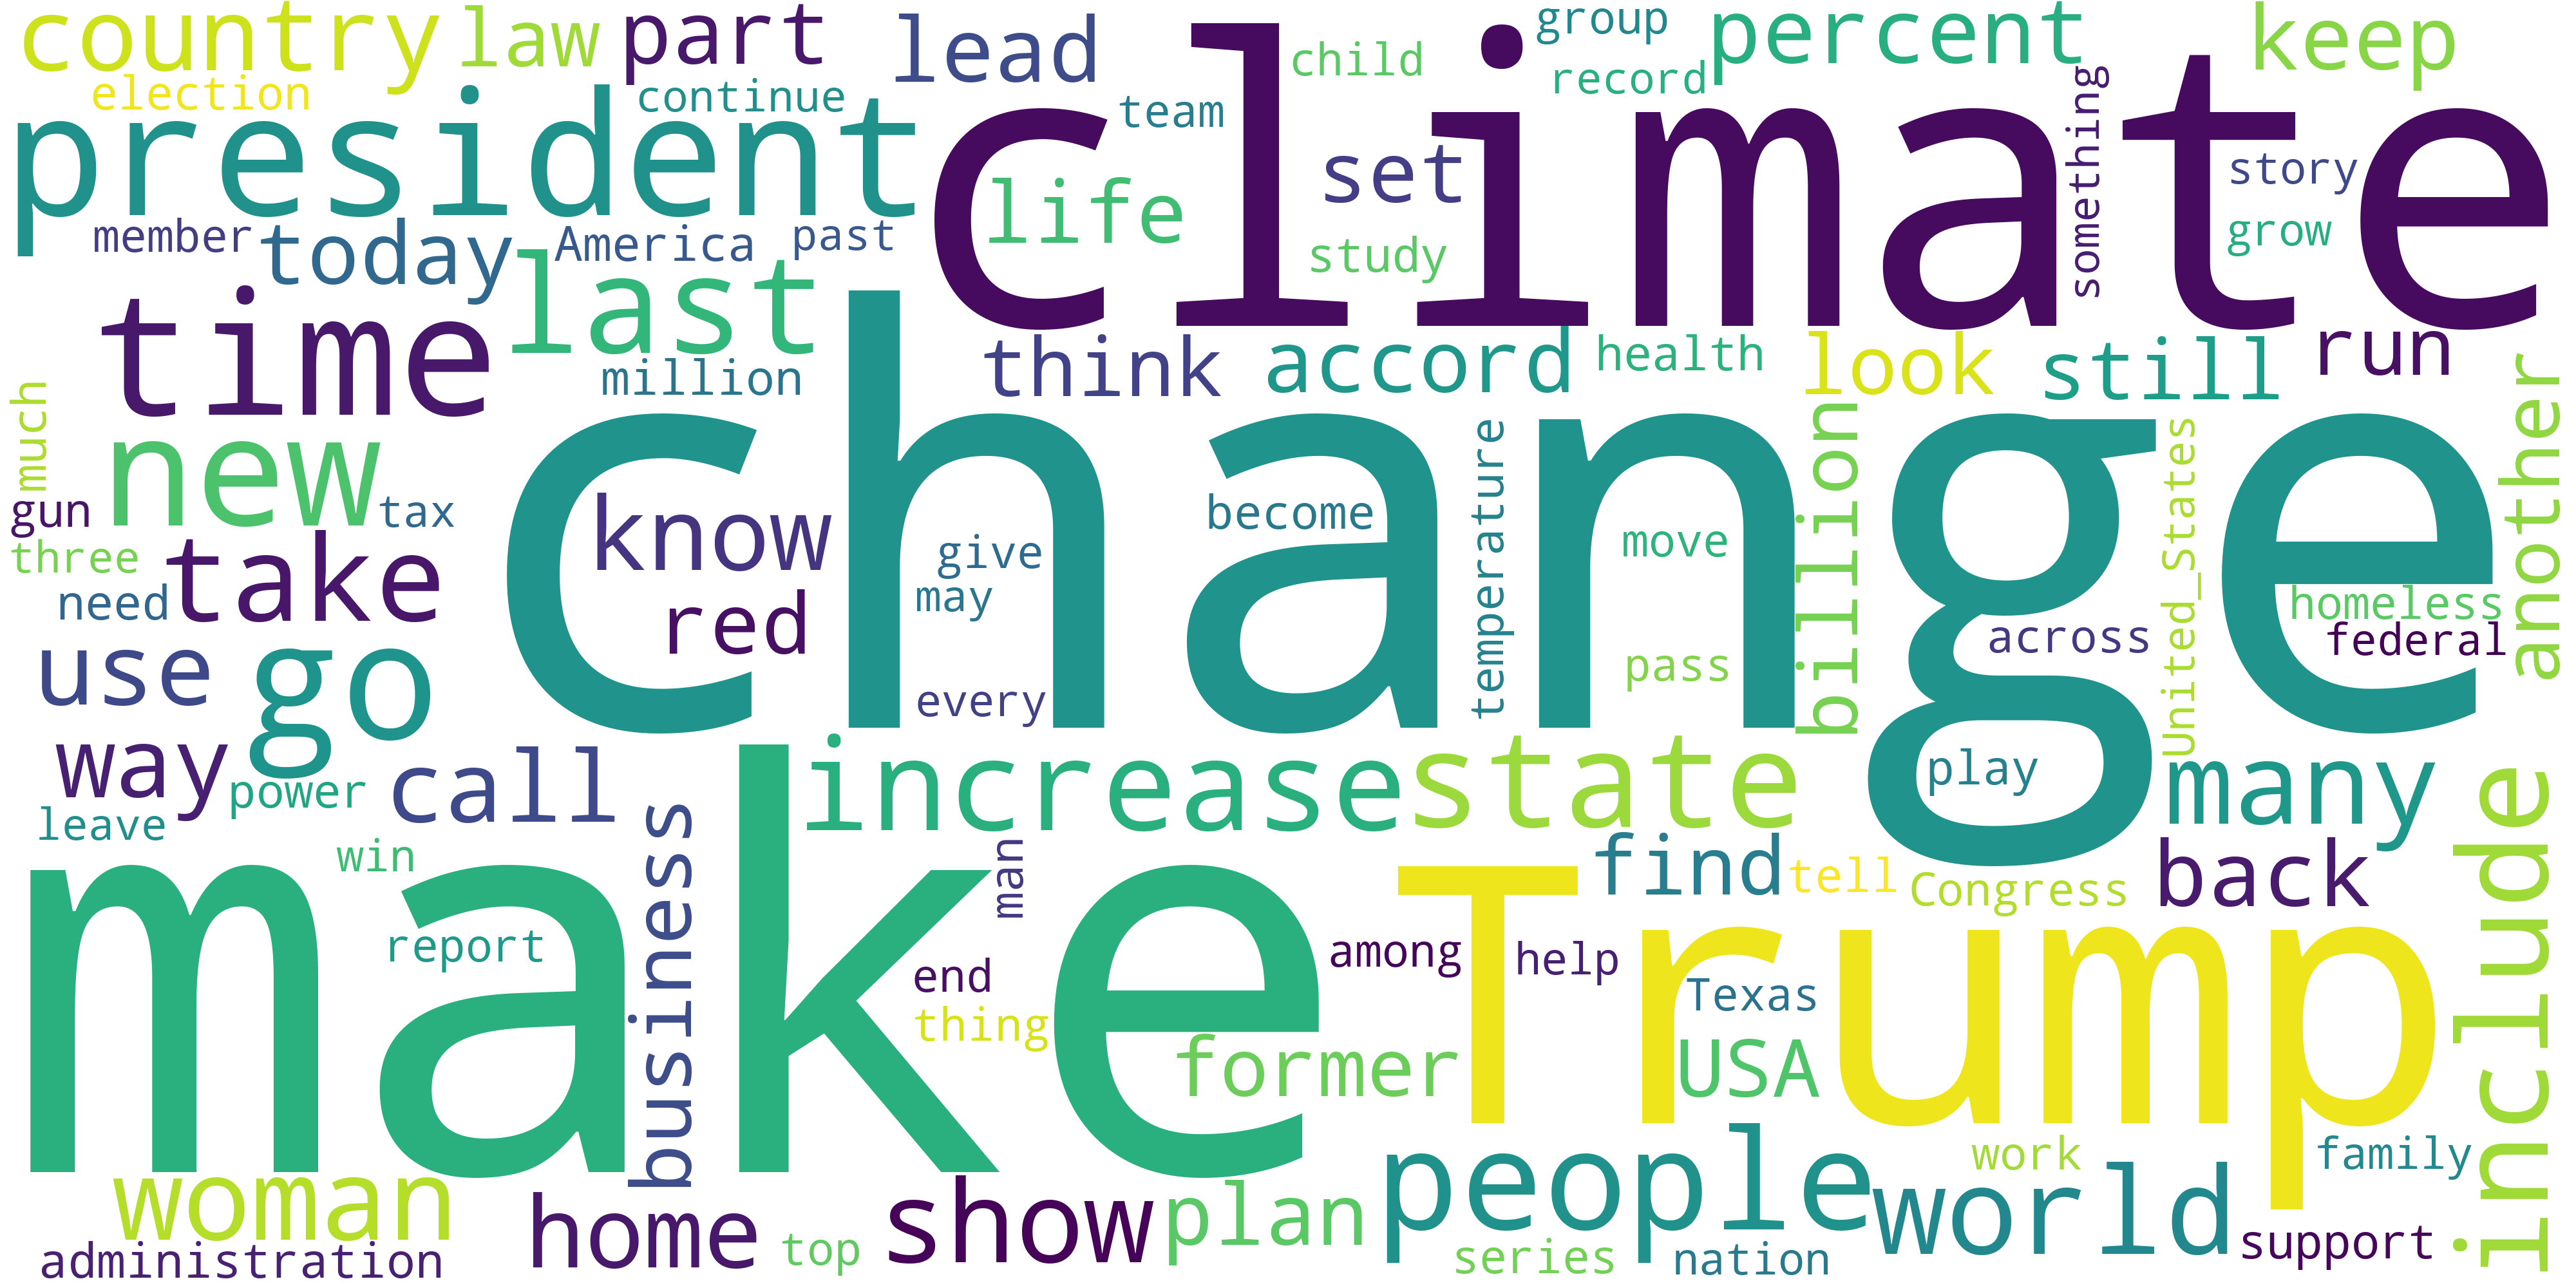 country
law
part
lead
climate
child
group
record
percent
keep
election
continue
team
president
set
something
story
life
grow
member
today
America
past
study
last
time
million
think
accord
health
look
still
run
another
much
new
change
know
become
temperature
billion
United_States
gun
tax
give
move
three
take
may
homeless
need
red
across
federal
use
go
every
pass
way
call
increase
state
play
many
include
power
business
leave
win
make
man
find
tell
Congress
back
Trump
report
among
help
end
Texas
thing
former
USA
people
work
family
woman
home
show
plan
world
administration
top
series
nation
support